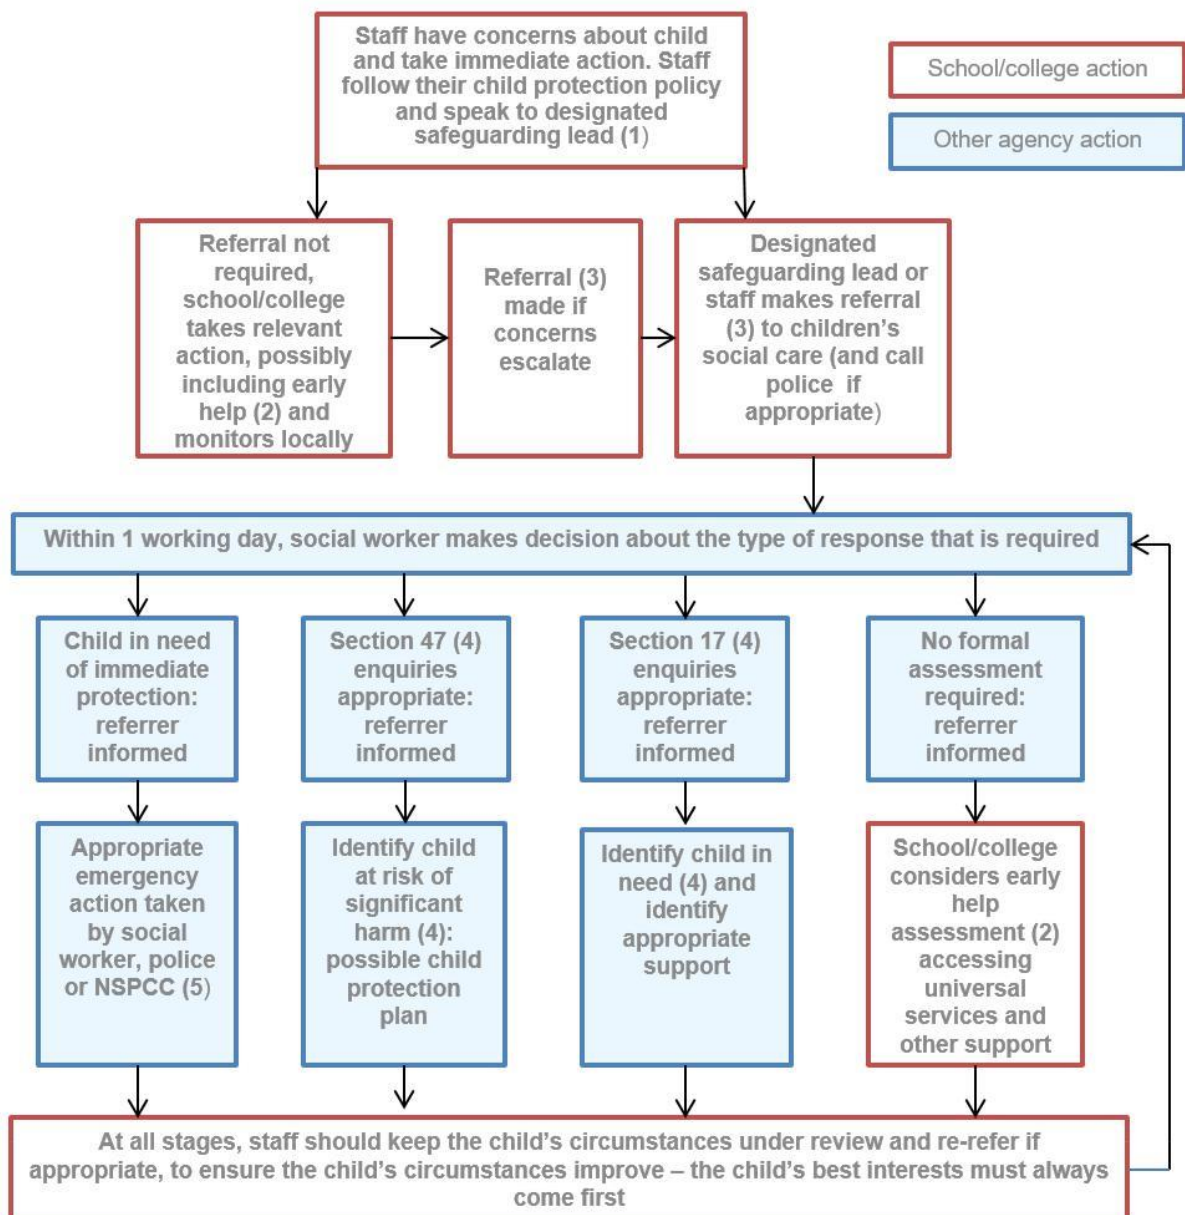 Staff have concerns about child
and take immediate action. Staff
follow their child protection policy
and speak to designated
safeguarding lead (1)
School/college action
Other agency action
Referral not
required,
school/college
takes relevant
action, possibly
including early
help (2) and
monitors locally
Referral (3)
made if
concerns
escalate
Designated
safeguarding lead or
staff makes referral
(3) to children’s
social care (and call
police if
appropriate)
Within 1 working day, social worker makes decision about the type of response that is required
Child in need
of immediate
protection:
referrer
informed
Section 47 (4)
enquiries
appropriate:
referrer
informed
Section 17 (4)
enquiries
appropriate:
referrer
informed
No formal
assessment
required:
referrer
informed
Appropriate
emergency
action taken
by social
worker, police
or NSPCC (5)
Identify child
at risk of
significant
harm (4):
possible child
protection
plan
Identify child in
need (4) and
identify
appropriate
support
School/college
considers early
help
assessment (2)
accessing
universal
services and
other support
At all stages, staff should keep the child’s circumstances under review and re-refer if
appropriate, to ensure the child’s circumstances improve – the child’s best interests must always
come first